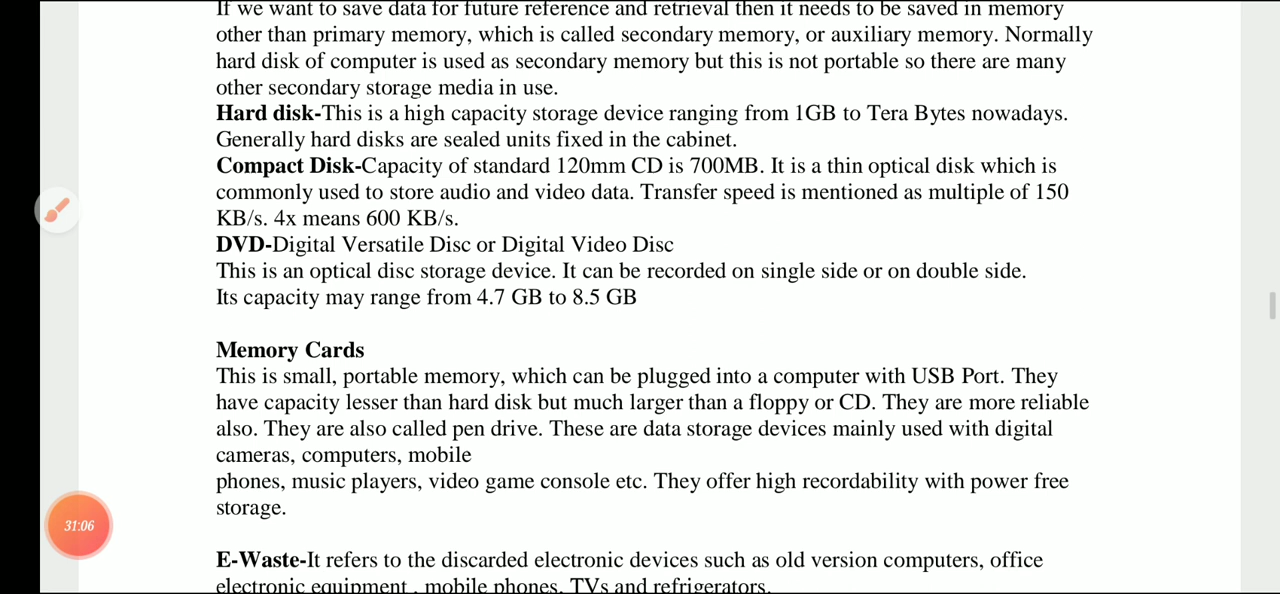 If we want to save data for future reference and retrieval then it needs to be saved in memory
other than primary memory, which is called secondary memory, or auxiliary memory. Normally
hard disk of computer is used as secondary memory but this is not portable so there are many
other secondary storage media in use.
Hard disk-This is a high capacity storage device ranging from 1GB to Tera Bytes nowadays.
Generally hard disks are sealed units fixed in the cabinet.
Compact Disk-Capacity of standard 120mm CD is 700MB. It is a thin optical disk which is
commonly used to store audio and video data. Transfer speed is mentioned as multiple of 150
KB/s. 4x means 600 KB/s.
DVD-Digital Versatile Disc or Digital Video Disc
This is an optical disc storage device. It can be recorded on single side or on double side.
Its capacity may range from 4.7 GB to 8.5 GB
Memory Cards
This is small, portable memory, which can be plugged into a computer with USB Port. They
have capacity lesser than hard disk but much larger than a floppy or CD. They are more reliable
also. They are also called pen drive. These are data storage devices mainly used with digital
cameras, computers, mobile
phones, music players, video game console etc. They offer high recordability with power free
storage.
31:06
E-Waste-It refers to the discarded electronic devices such as old version computers, office
electronic equipment , mobile phones, TVs and refrigerators.